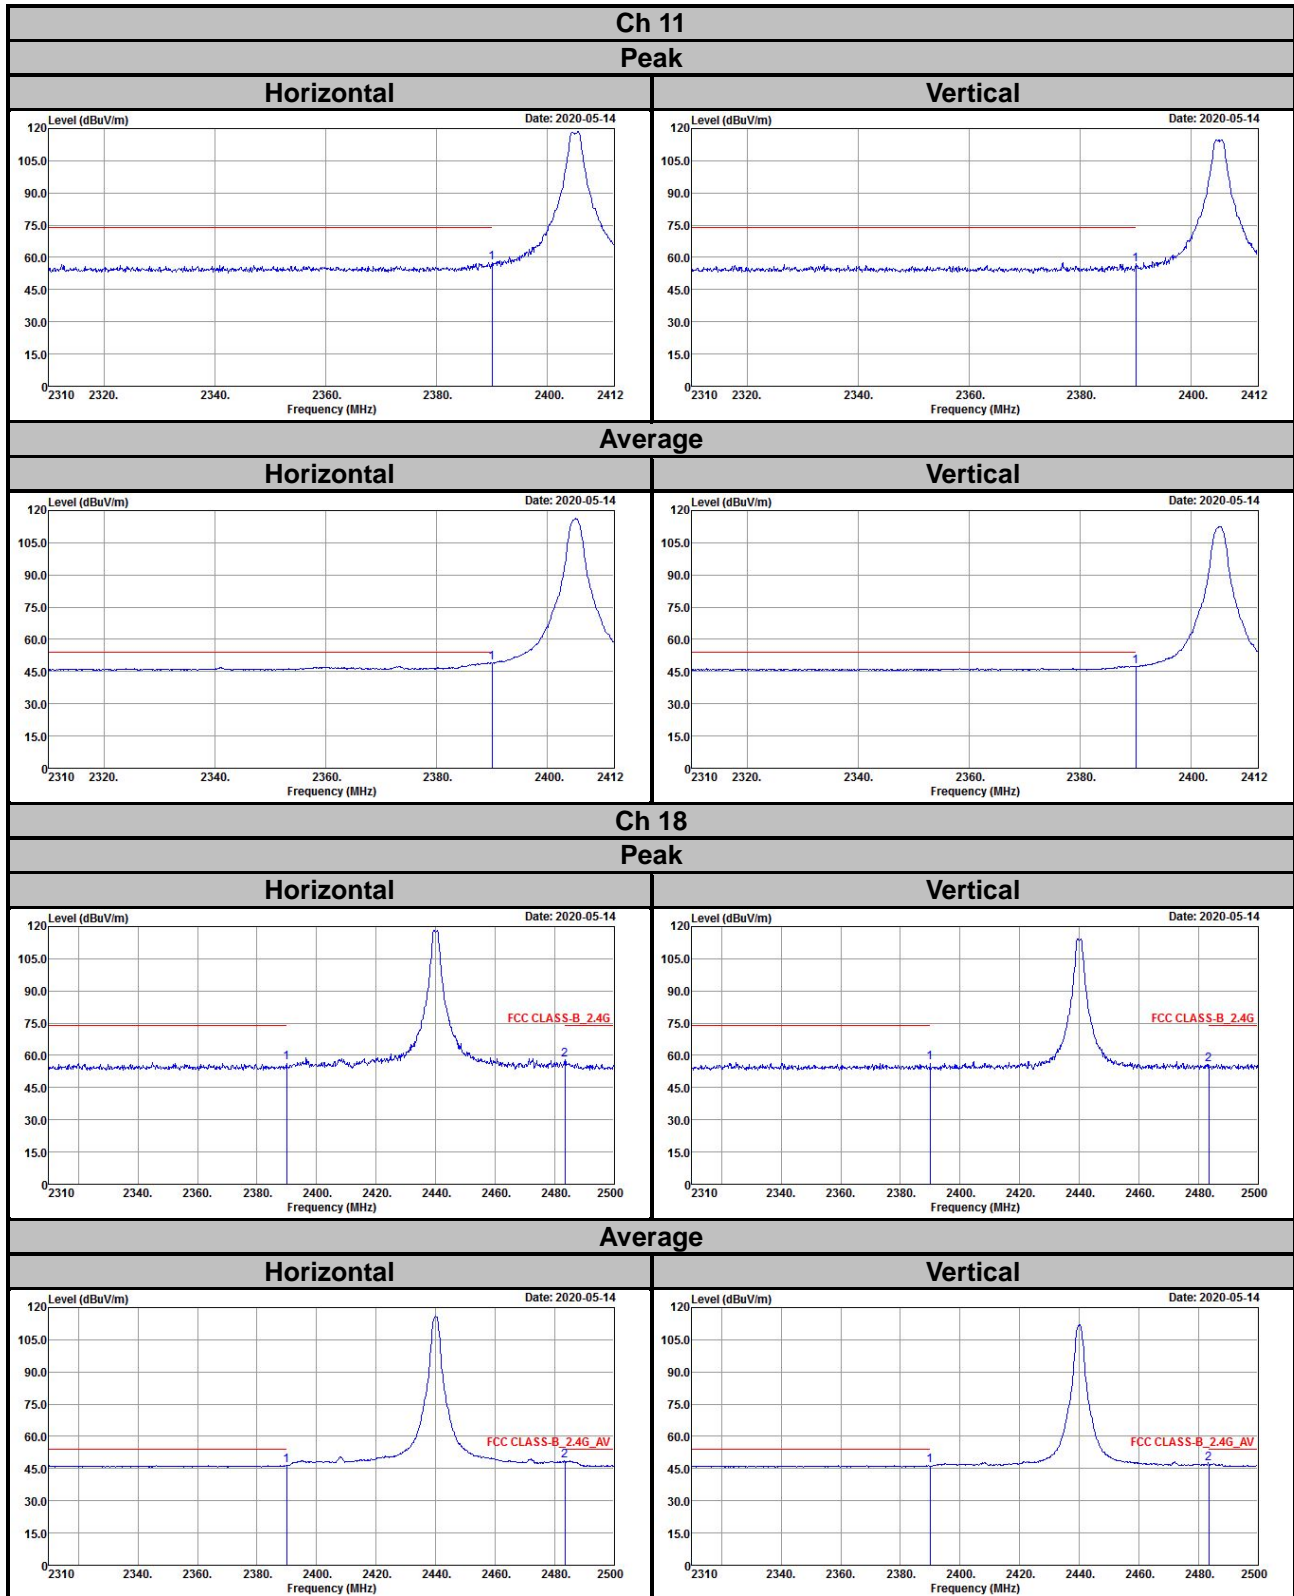 Ch 11
Peak
Horizontal Vertical
Level (dBuV/m) Date: 2020-05-14
120
105.0
90.0
75.0
60.0
45.0
30.0
15.0
0
1
2310 2320. 2340. 2360. 2380. 2400. 2412
Frequency (MHz)
Level (dBuV/m) Date: 2020-05-14
120
105.0
90.0
75.0
60.0
45.0
30.0
15.0
0
1
2310 2320. 2340. 2360. 2380. 2400. 2412
Frequency (MHz)
Average
Horizontal Vertical
Level (dBuV/m) Date: 2020-05-14
120
105.0
90.0
75.0
60.0
45.0
30.0
15.0
0
1
2310 2320. 2340. 2360. 2380. 2400. 2412
Frequency (MHz)
Level (dBuV/m) Date: 2020-05-14
120
105.0
90.0
75.0
60.0
45.0
30.0
15.0
0
1
2310 2320. 2340. 2360. 2380. 2400. 2412
Frequency (MHz)
Ch 18
Peak
Horizontal Vertical
Level (dBuV/m) Date: 2020-05-14
120
105.0
90.0
75.0
60.0
45.0
30.0
15.0
0
FCC CLASS-B_2.4G
1 2
2310 2340. 2360. 2380. 2400. 2420. 2440. 2460. 2480. 2500
Frequency (MHz)
Level (dBuV/m) Date: 2020-05-14
120
105.0
90.0
75.0
60.0
45.0
30.0
15.0
0
FCC CLASS-B_2.4G
1 2
2310 2340. 2360. 2380. 2400. 2420. 2440. 2460. 2480. 2500
Frequency (MHz)
Average
Horizontal Vertical
Level (dBuV/m) Date: 2020-05-14
120
105.0
90.0
75.0
60.0
45.0
30.0
15.0
0
FCC CLASS-B_2.4G_AV
1 2
2310 2340. 2360. 2380. 2400. 2420. 2440. 2460. 2480. 2500
Frequency (MHz)
Level (dBuV/m) Date: 2020-05-14
120
105.0
90.0
75.0
60.0
45.0
30.0
15.0
0
FCC CLASS-B_2.4G_AV
1 2
2310 2340. 2360. 2380. 2400. 2420. 2440. 2460. 2480. 2500
Frequency (MHz)